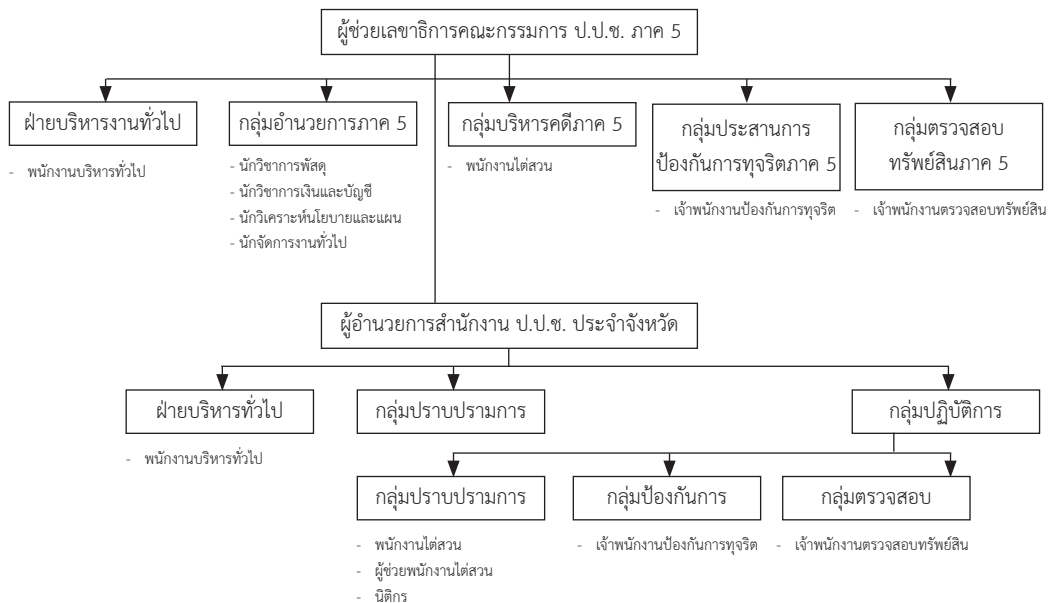 ผู้ช่วยเลขาธิการคณะกรรมการ ป.ป.ช. ภาค 5
ฝ่ายบริหารงานทั่วไป
- พนักงานบริหารทั่วไป
กลุ่มอำนวยการภาค 5
- นักวิชาการพัสดุ
- นักวิชาการเงินและบัญชี
- นักวิเคราะห์นโยบายและแผน
- นักจัดการงานทั่วไป
กลุ่มบริหารคดีภาค 5
- พนักงานไต่สวน
กลุ่มประสานการ
ป้องกันการทุจริตภาค 5
- เจ้าพนักงานป้องกันการทุจริต
กลุ่มตรวจสอบ
ทรัพย์สินภาค 5
- เจ้าพนักงานตรวจสอบทรัพย์สิน
ผู้อำนวยการสำนักงาน ป.ป.ช. ประจำจังหวัด
ฝ่ายบริหารทั่วไป
- พนักงานบริหารทั่วไป
กลุ่มปราบปรามการ
กลุ่มปฏิบัติการ
กลุ่มปราบปรามการ
- พนักงานไต่สวน
- ผู้ช่วยพนักงานไต่สวน
- นิติกร
กลุ่มป้องกันการ
- เจ้าพนักงานป้องกันการทุจริต
กลุ่มตรวจสอบ
- เจ้าพนักงานตรวจสอบทรัพย์สิน